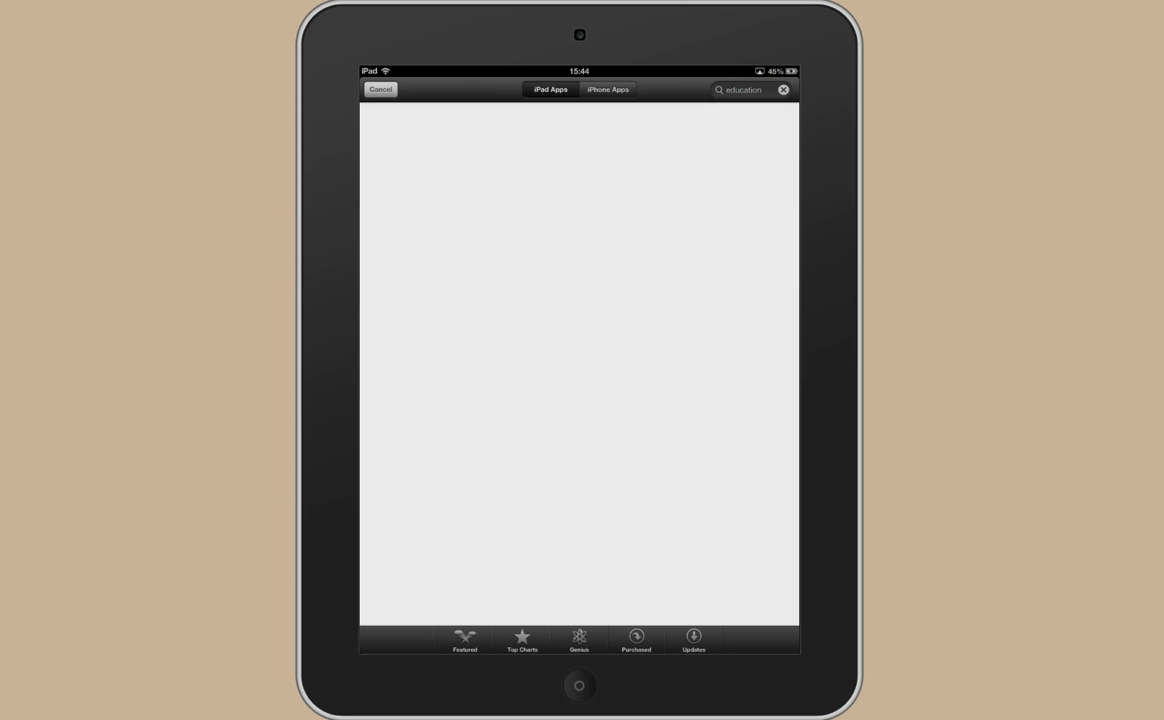 iPad 15:44 45%
Cancel iPad Apps iPhone Apps education
Featured Top Charts Genius Purchased Updates